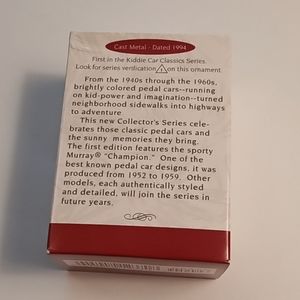 Cast Metal - Dated 1994
First in the Kiddie Car Classics Series.
Look for series verification 1 on this ornament.
From the 1940s through the 1960s,
brightly colored pedal cars--running
on kid-power and imagination--turned
neighborhood sidewalks into highways
to adventure.
This new Collector's Series cele-
brates those classic pedal cars and
the sunny memories they bring.
The first edition features the sporty
Murray® "Champion." One of the
best known pedal car designs, it was
produced from 1952 to 1959. Other
models, each authentically styled
and detailed, will join the series in
future years.